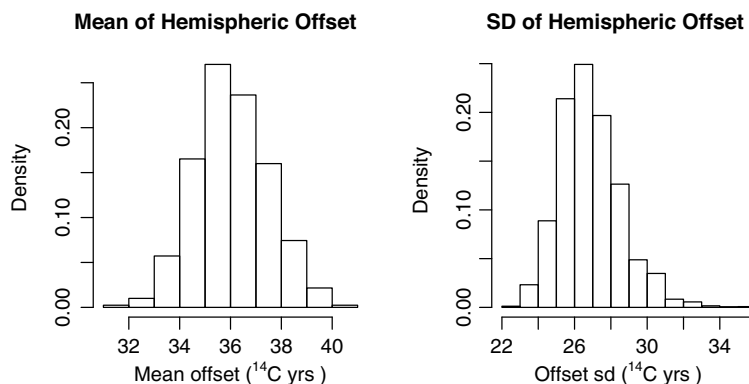 Mean of Hemispheric Offset
Density
0.00 0.10 0.20
32 34 36 38 40
Mean offset (¹⁴C yrs )
SD of Hemispheric Offset
Density
0.00 0.10 0.20
22 26 30 34
Offset sd (¹⁴C yrs )